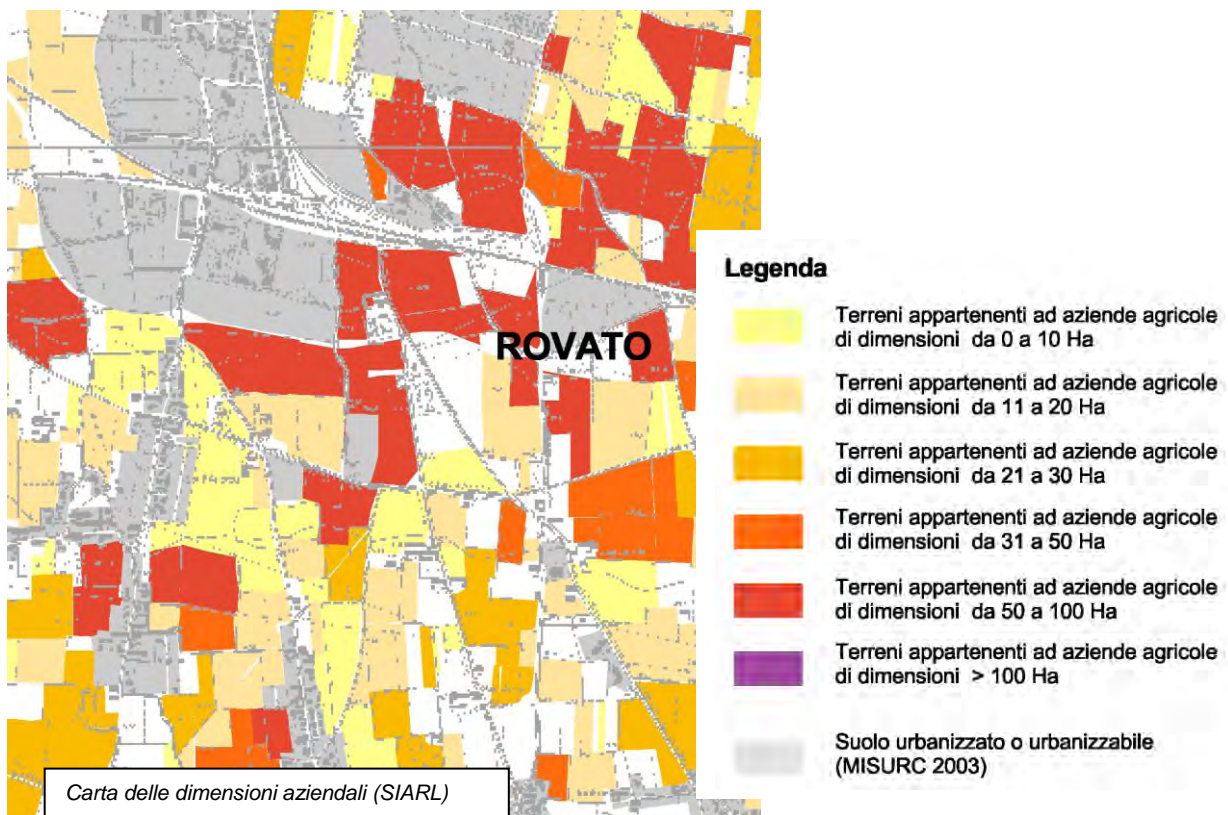 ROVATO
Carta delle dimensioni aziendali (SIARL)
Legenda
Terreni appartenenti ad aziende agricole
di dimensioni da 0 a 10 Ha
Terreni appartenenti ad aziende agricole
di dimensioni da 11 a 20 Ha
Terreni appartenenti ad aziende agricole
di dimensioni da 21 a 30 Ha
Terreni appartenenti ad aziende agricole
di dimensioni da 31 a 50 Ha
Terreni appartenenti ad aziende agricole
di dimensioni da 50 a 100 Ha
Terreni appartenenti ad aziende agricole
di dimensioni > 100 Ha
Suolo urbanizzato o urbanizzabile
(MISURC 2003)